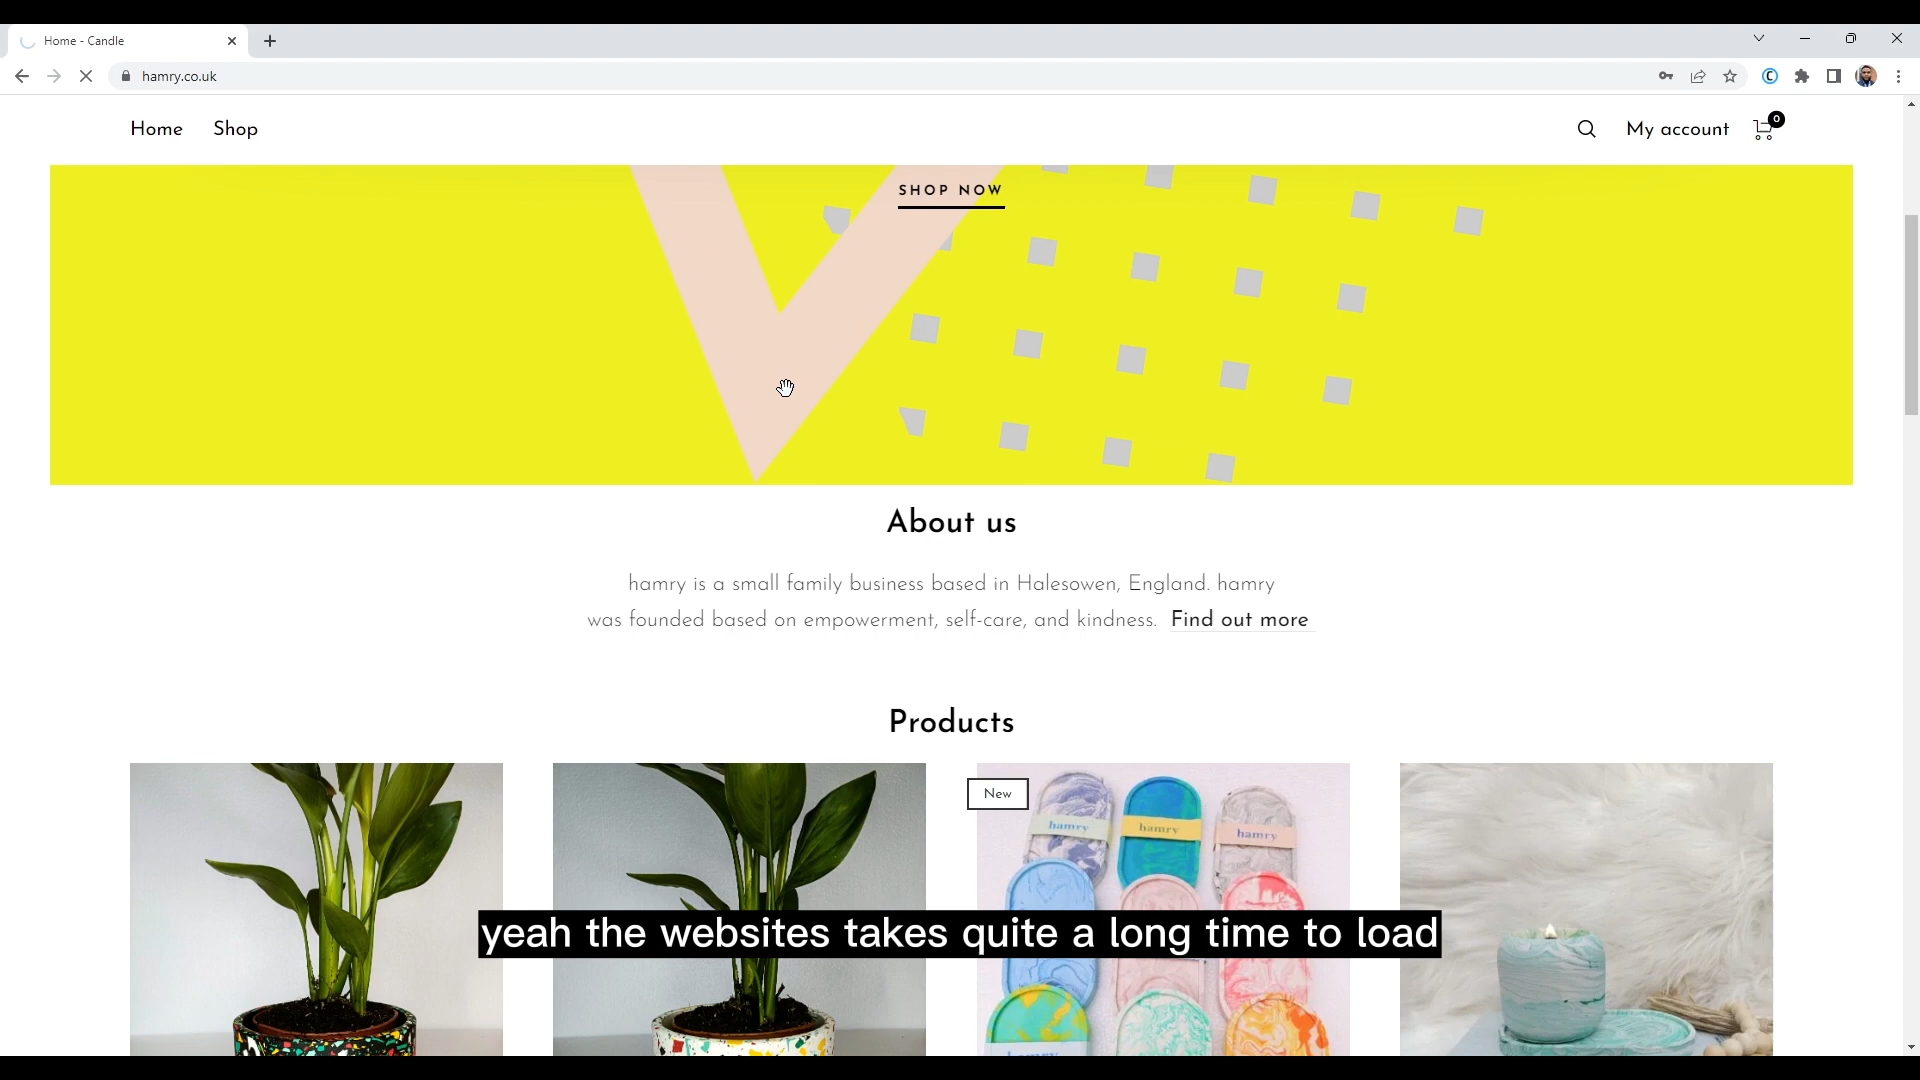 Home - Candle
hamry.co.uk
Home Shop
My account 0
SHOP NOW
About us
hamry is a small family business based in Halesowen, England. hamry
was founded based on empowerment, self-care, and kindness. Find out more
Products
New
hamry hamry hamry
yeah the websites takes quite a long time to load
hamry